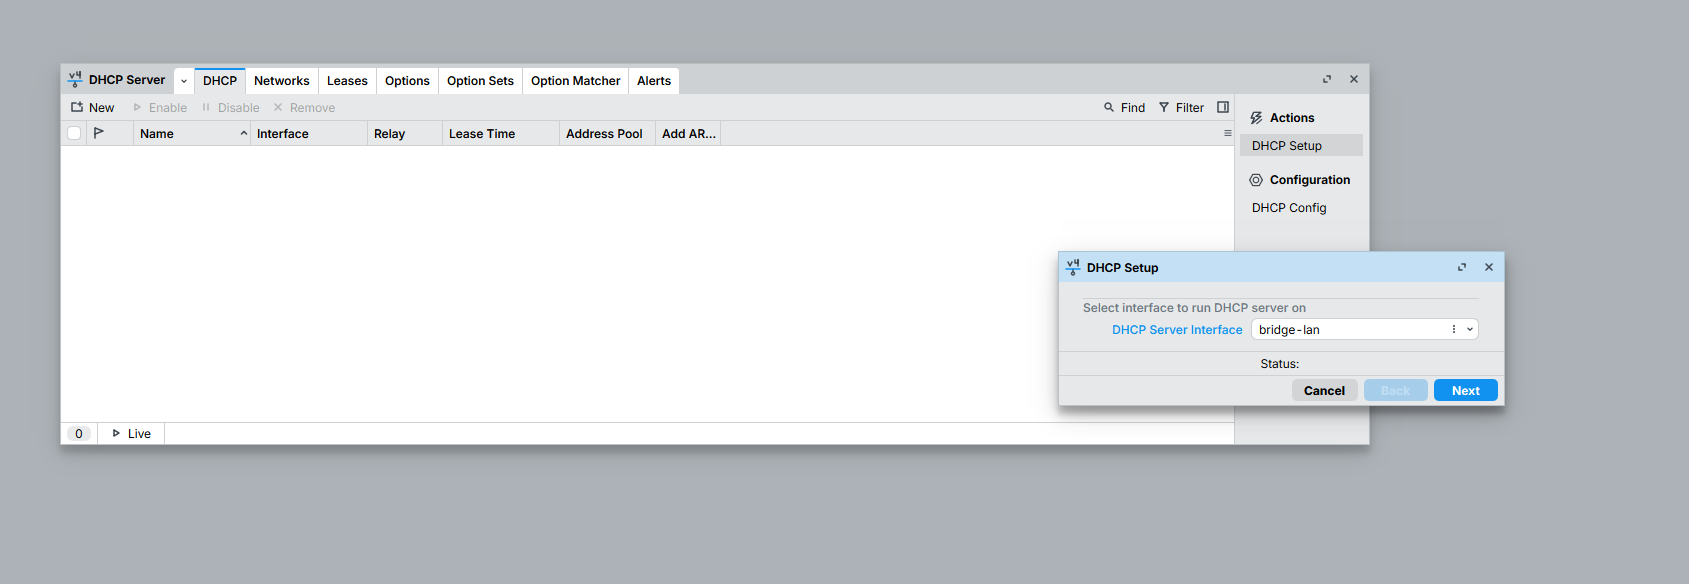 DHCP Server DHCP Networks Leases Options Option Sets Option Matcher Alerts
New Enable Disable Remove Find Filter
Name Interface Relay Lease Time Address Pool Add AR...
0 Live
Actions
DHCP Setup
Configuration
DHCP Config
v4 DHCP Setup
Select interface to run DHCP server on
DHCP Server Interface bridge-lan
Status:
Cancel Back Next